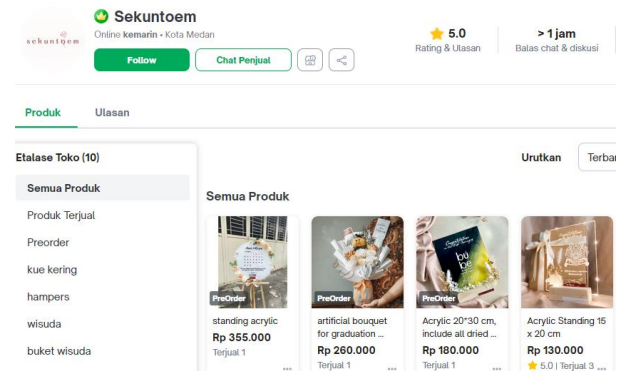 sekuntoem
Sekuntoem
Online kemarin • Kota Medan
Follow
Chat Penjual
5.0
Rating & Ulasan
> 1 jam
Balas chat & diskusi
Produk
Ulasan
Etalase Toko (10)
Semua Produk
Produk Terjual
Preorder
kue kering
hampers
wisuda
buket wisuda
Urutkan
Terbar
Semua Produk
PreOrder
standing acrylic
Rp 355.000
Terjual 1
PreOrder
artificial bouquet
for graduation ...
Rp 260.000
Terjual 1
PreOrder
Acrylic 20*30 cm,
include all dried ...
Rp 180.000
Terjual 1
Acrylic Standing 15
x 20 cm
Rp 130.000
5.0 | Terjual 3